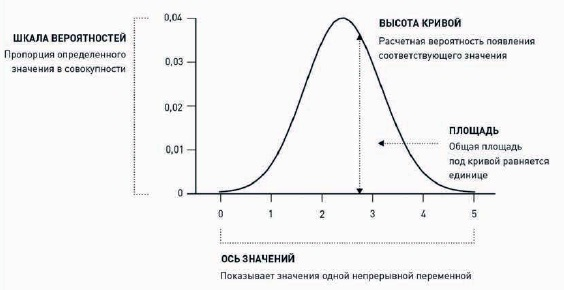 ШКАЛА ВЕРОЯТНОСТЕЙ
Пропорция определенного
значения в совокупности
0,04
0,03
0,02
0,01
0
ВЫСОТА КРИВОЙ
Расчетная вероятность появления
соответствующего значения
ПЛОЩАДЬ
Общая площадь
под кривой равняется
единице
0 1 2 3 4 5
ОСЬ ЗНАЧЕНИЙ
Показывает значения одной непрерывной переменной